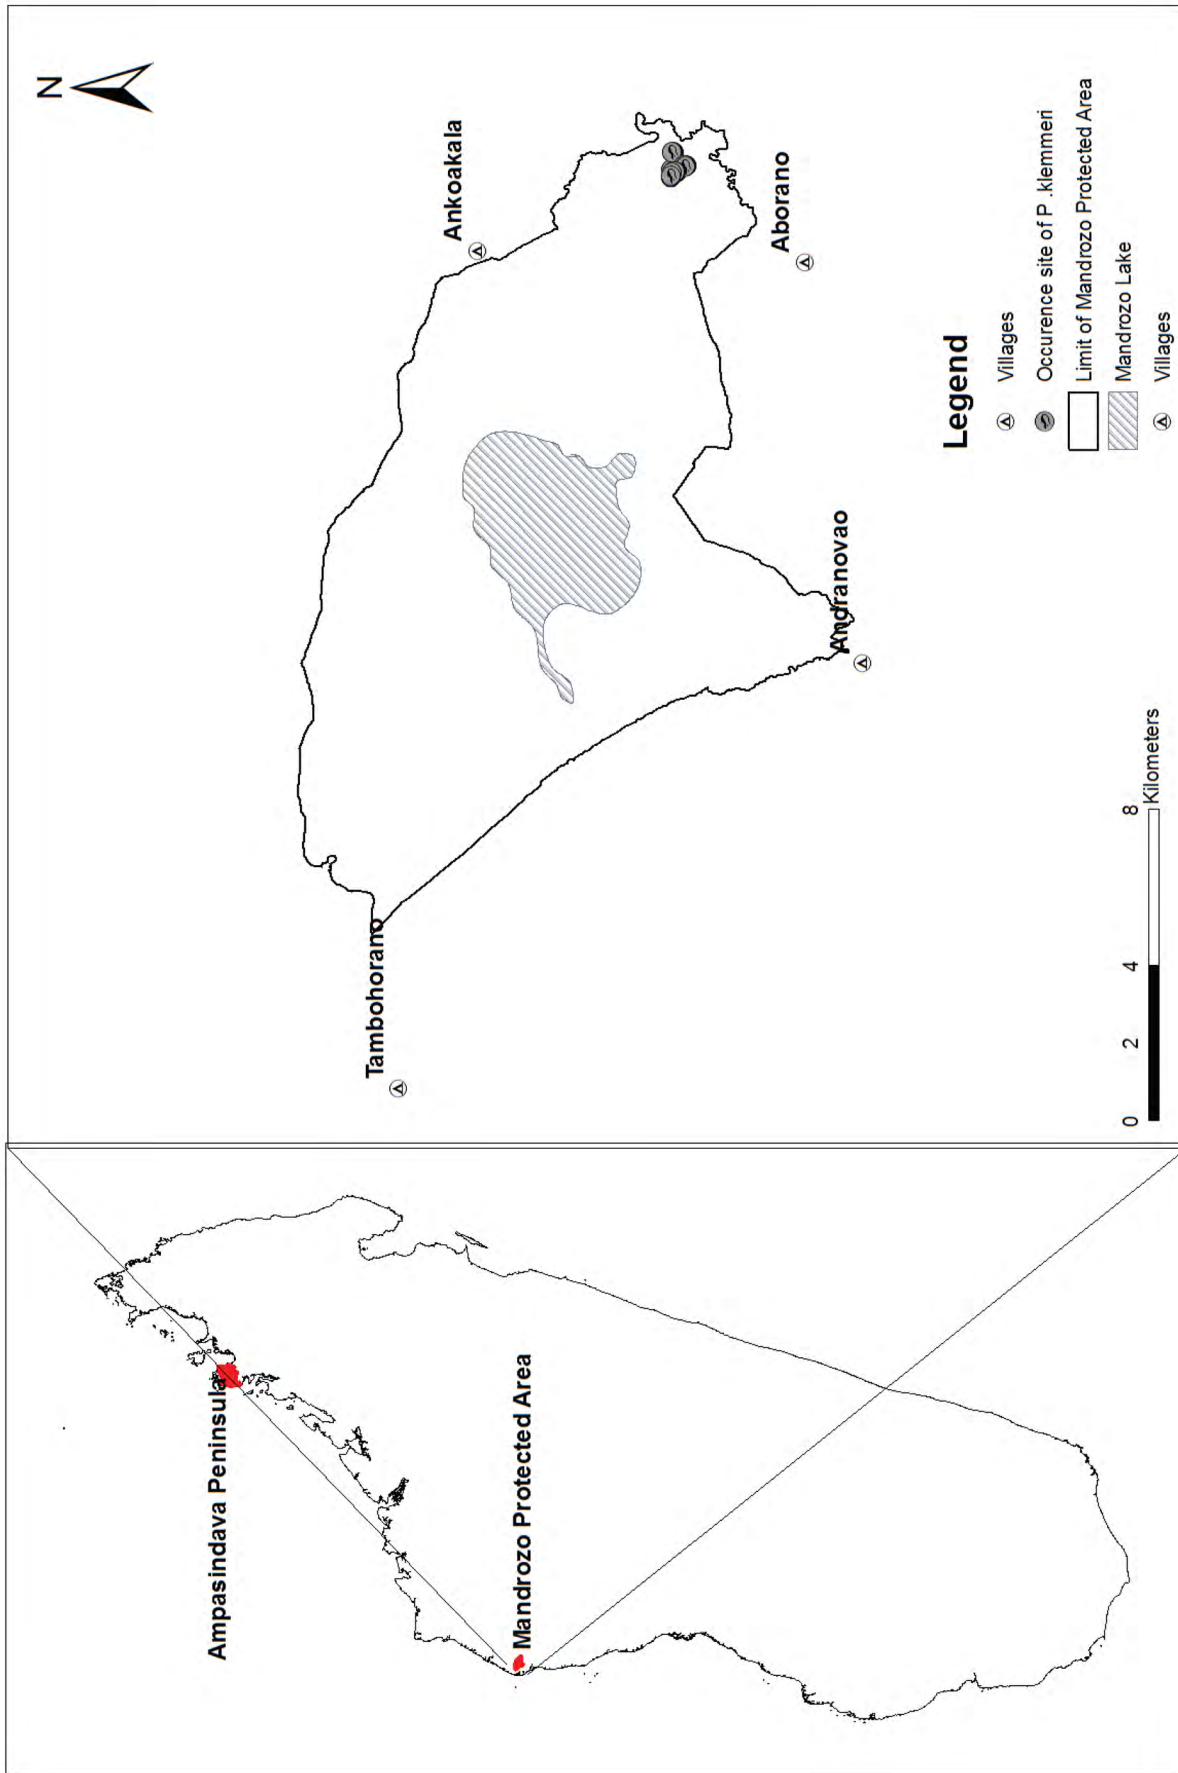 N
Ankoakala
Tambohorano
Aborano
Andranovao
Ampasindava Peninsula
Mandrozo Protected Area
Legend
Villages
Occurence site of P .klemmeri
Limit of Mandrozo Protected Area
Mandrozo Lake
Villages
0 2 4 8
Kilometers